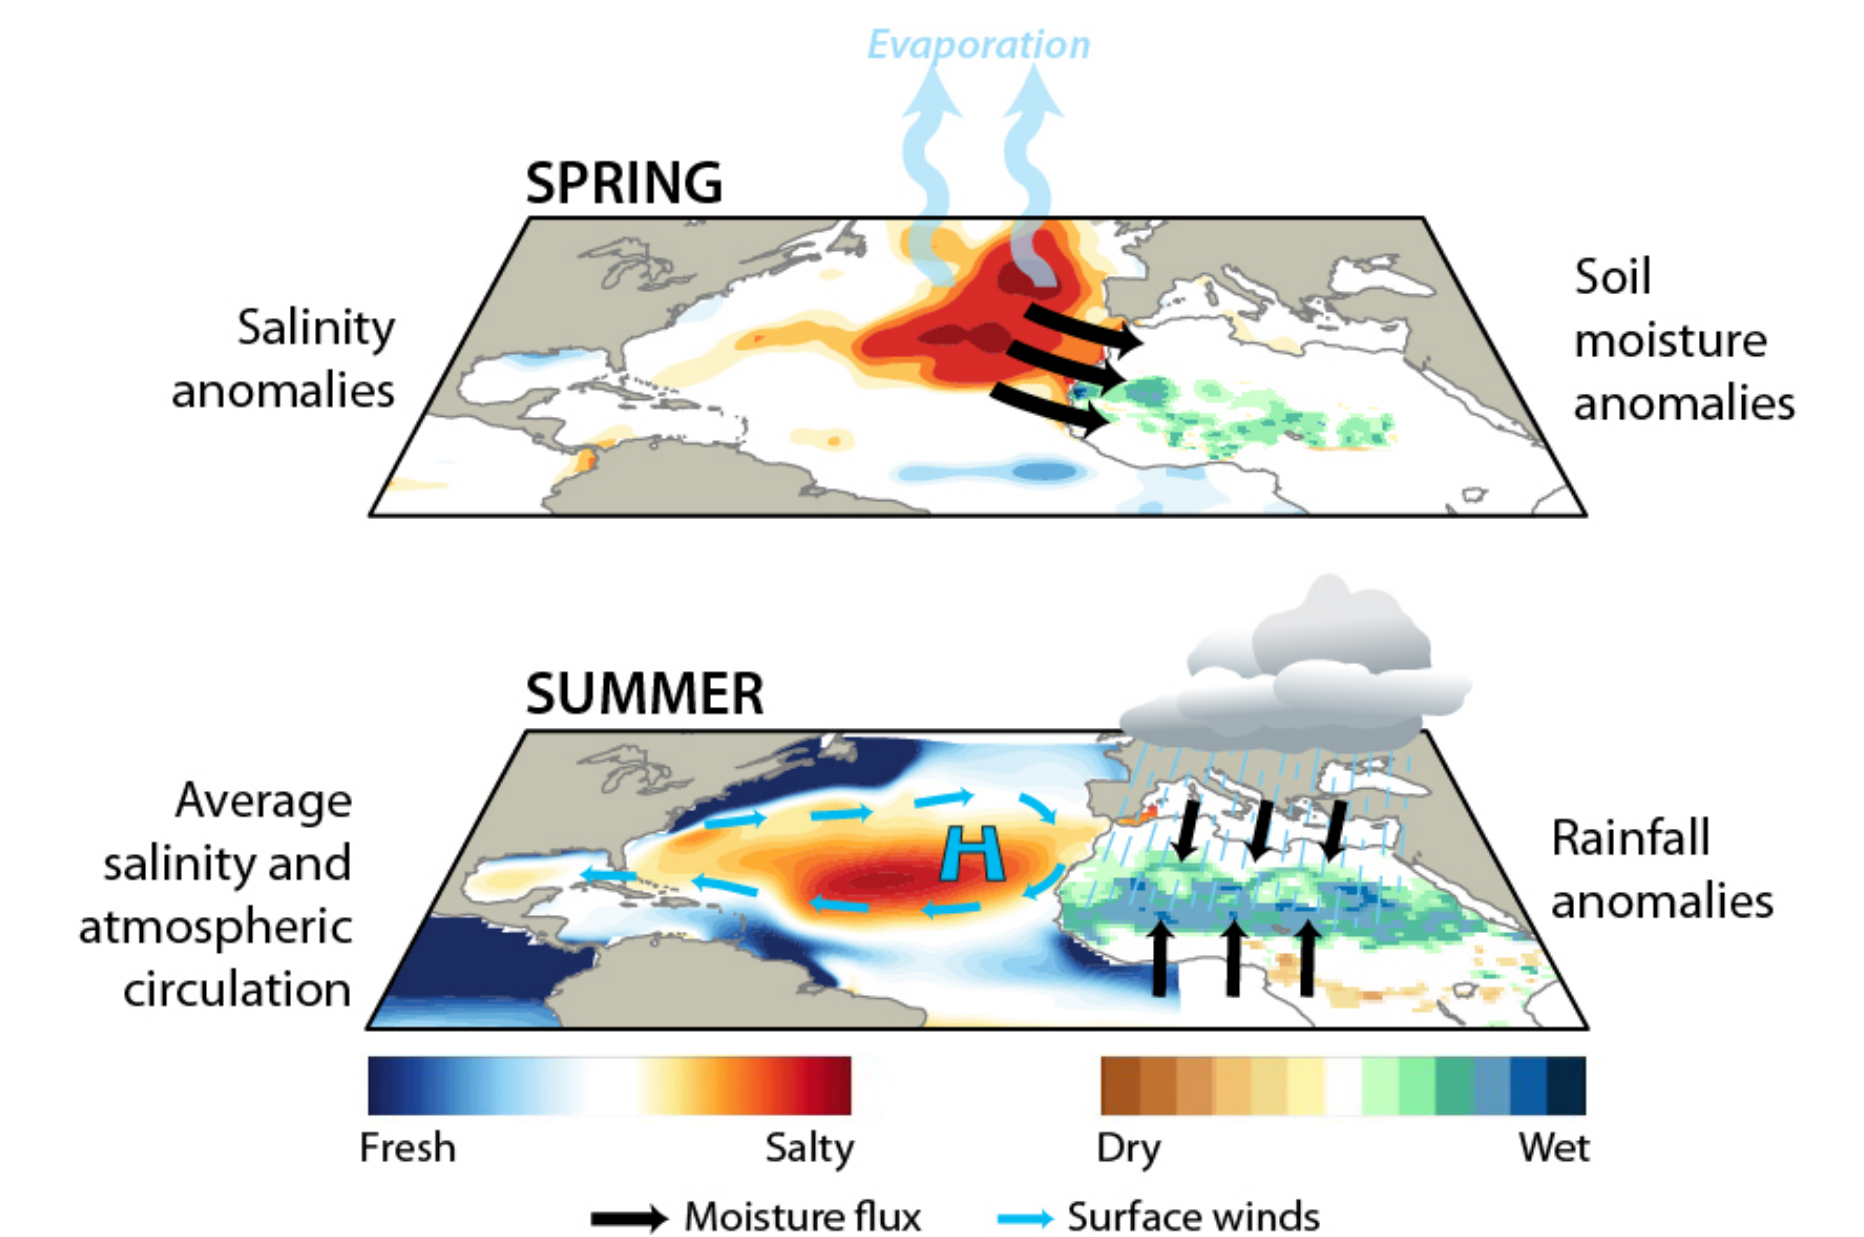 Evaporation
SPRING
Salinity
anomalies
Soil
moisture
anomalies
SUMMER
Average
salinity and
atmospheric
circulation
H
Rainfall
anomalies
Fresh
Salty
Dry
Wet
Moisture flux
Surface winds